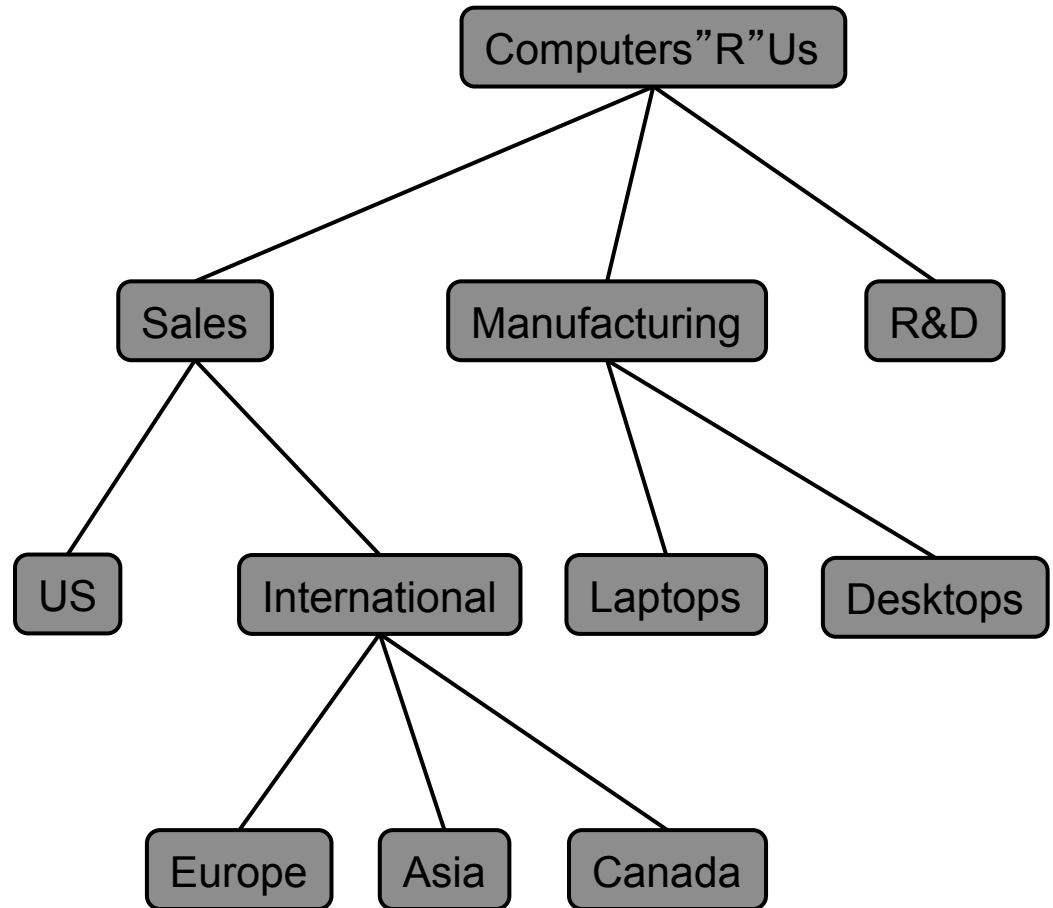 Computers”R”Us
Sales
Manufacturing
R&D
US
International
Laptops
Desktops
Europe
Asia
Canada